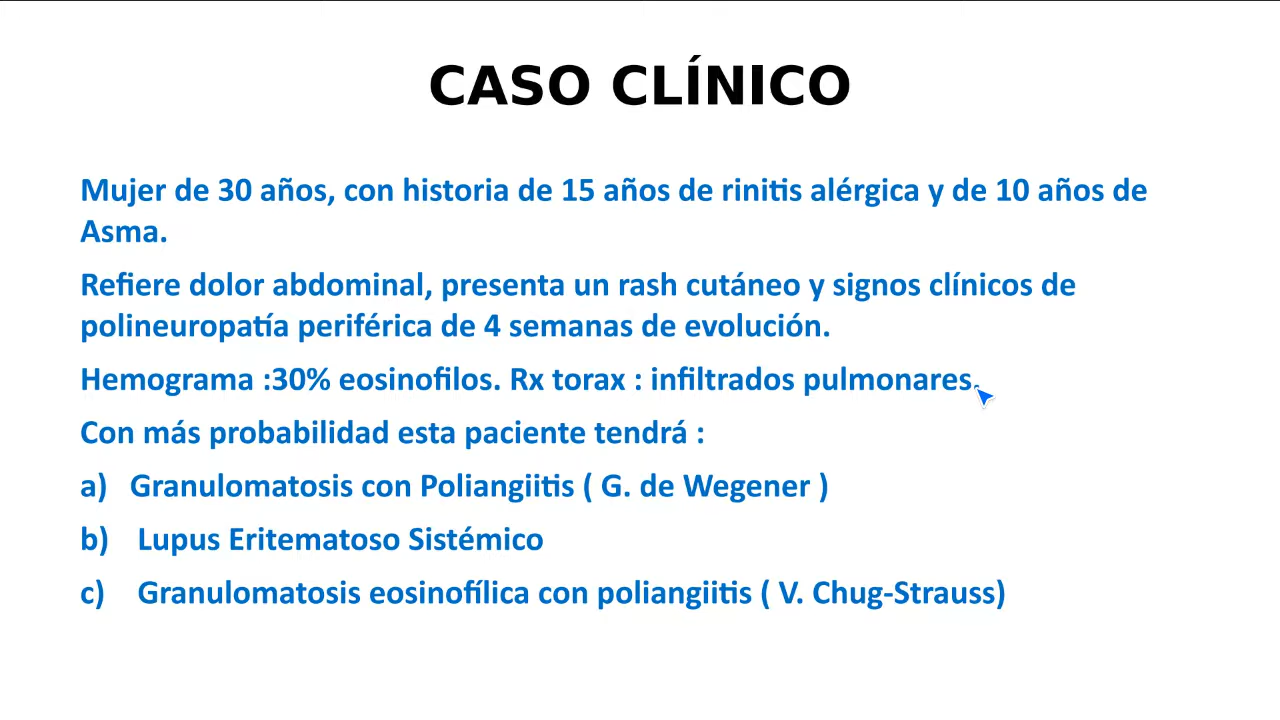 CASO CLÍNICO
Mujer de 30 años, con historia de 15 años de rinitis alérgica y de 10 años de
Asma.
Refiere dolor abdominal, presenta un rash cutáneo y signos clínicos de
polineuropatía periférica de 4 semanas de evolución.
Hemograma :30% eosinofilos. Rx torax : infiltrados pulmonares.
Con más probabilidad esta paciente tendrá :
a) Granulomatosis con Poliangiitis ( G. de Wegener )
b) Lupus Eritematoso Sistémico
c) Granulomatosis eosinofílica con poliangiitis ( V. Chug-Strauss)